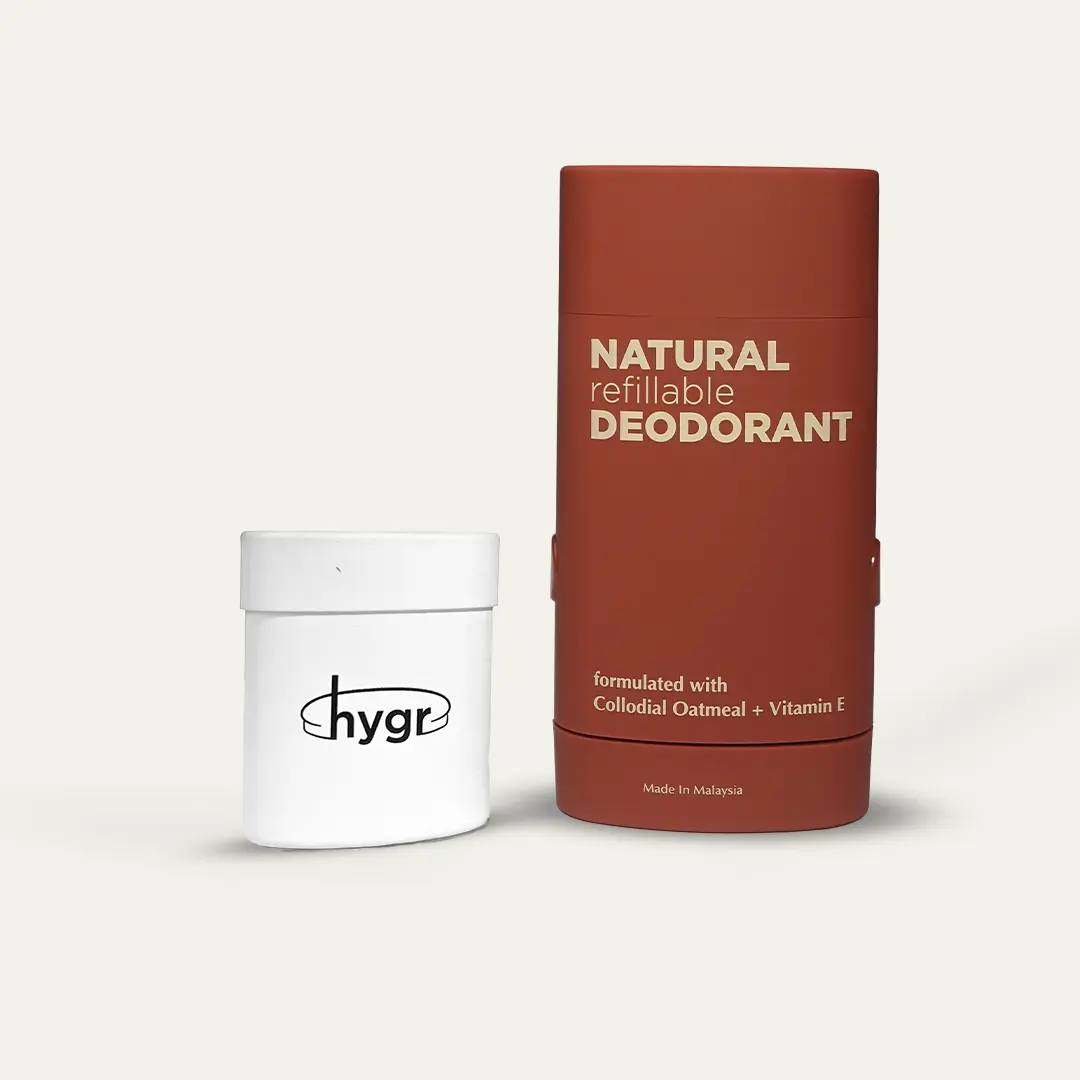 hygr
NATURAL
refillable
DEODORANT
formulated with
Collodial Oatmeal + Vitamin E
Made In Malaysia